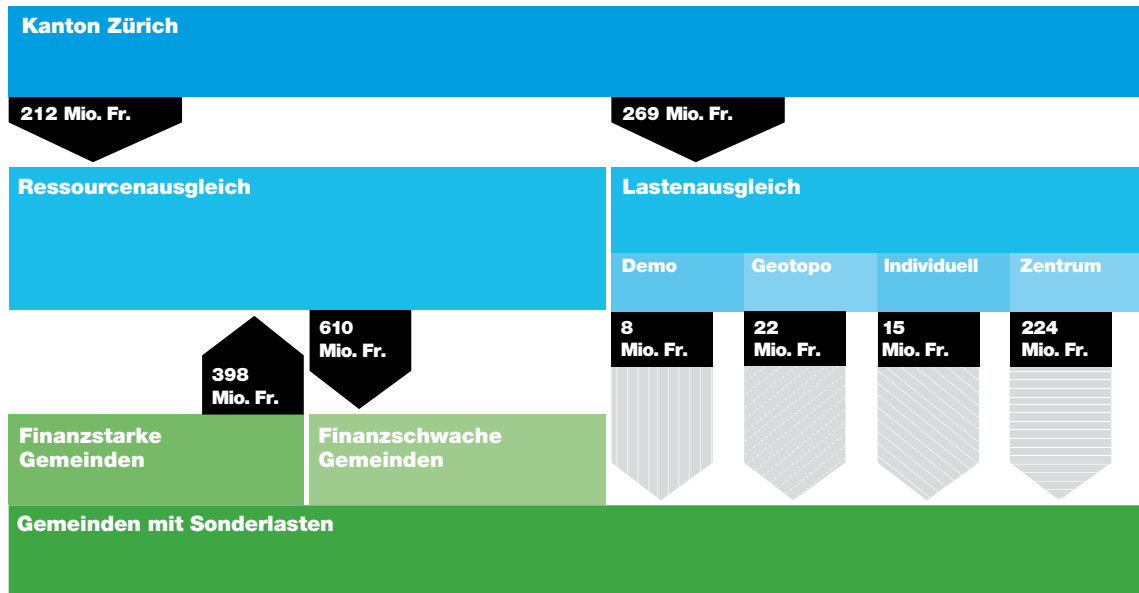 Kanton Zürich
212 Mio. Fr.
269 Mio. Fr.
Ressourcenausgleich
Lastenausgleich
Demo
Geotopo
Individuell
Zentrum
398
Mio. Fr.
610
Mio. Fr.
8
Mio. Fr.
22
Mio. Fr.
15
Mio. Fr.
224
Mio. Fr.
Finanzstarke
Gemeinden
Finanzschwache
Gemeinden
Gemeinden mit Sonderlasten